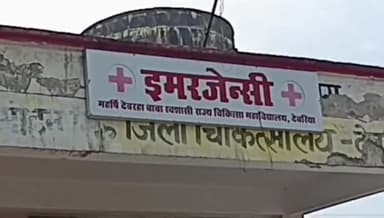 इमरजेन्सी
महर्षि देवरहा बाबा स्वशासी राज्य चिकित्सा महाविद्यालय, देवरिया
जिला चिकित्सालय-दे